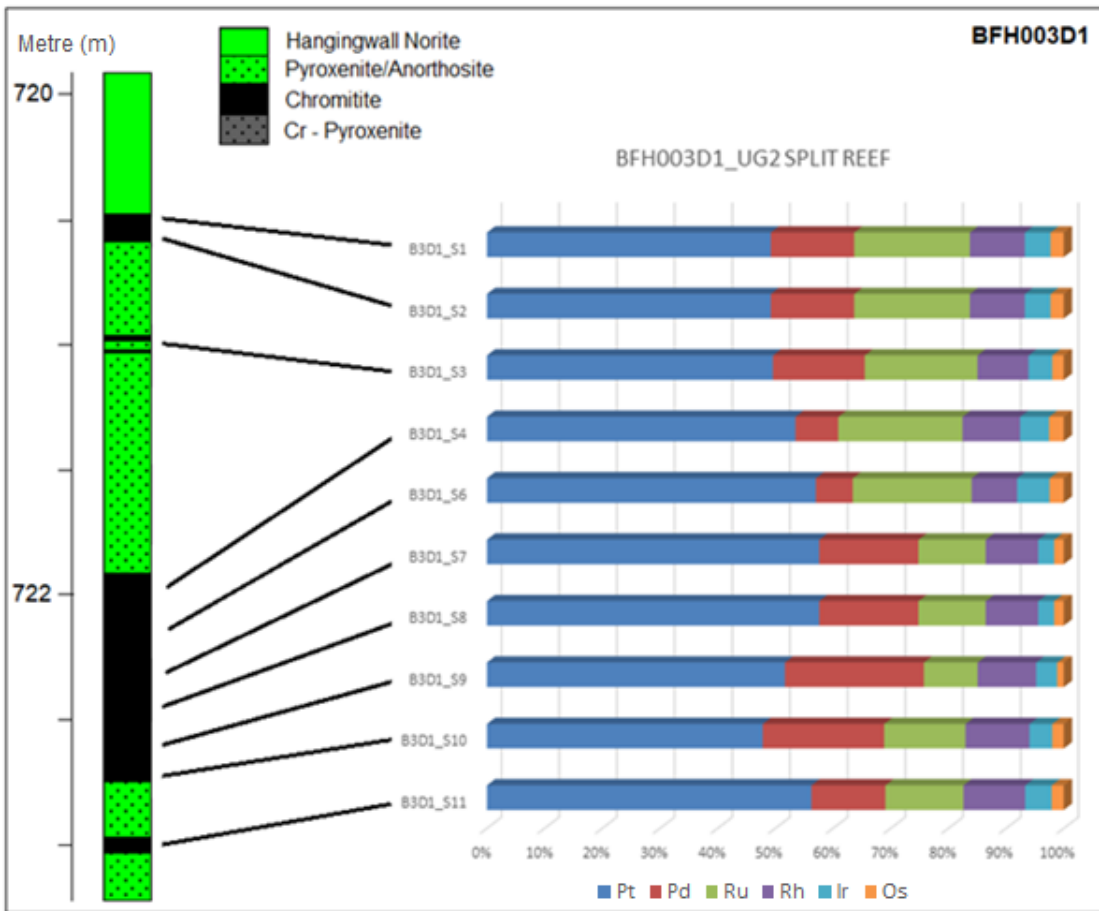 Metre (m)
BFH003D1
Hangingwall Norite
Pyroxenite/Anorthosite
Chromitite
Cr - Pyroxenite
720
BFH003D1_UG2 SPLIT REEF
B3D1_S1
B3D1_S2
B3D1_S3
B3D1_S4
B3D1_S6
B3D1_S7
722
B3D1_S8
B3D1_S9
B3D1_S10
B3D1_S11
0% 10% 20% 30% 40% 50% 60% 70% 80% 90% 100%
Pt Pd Ru Rh Ir Os